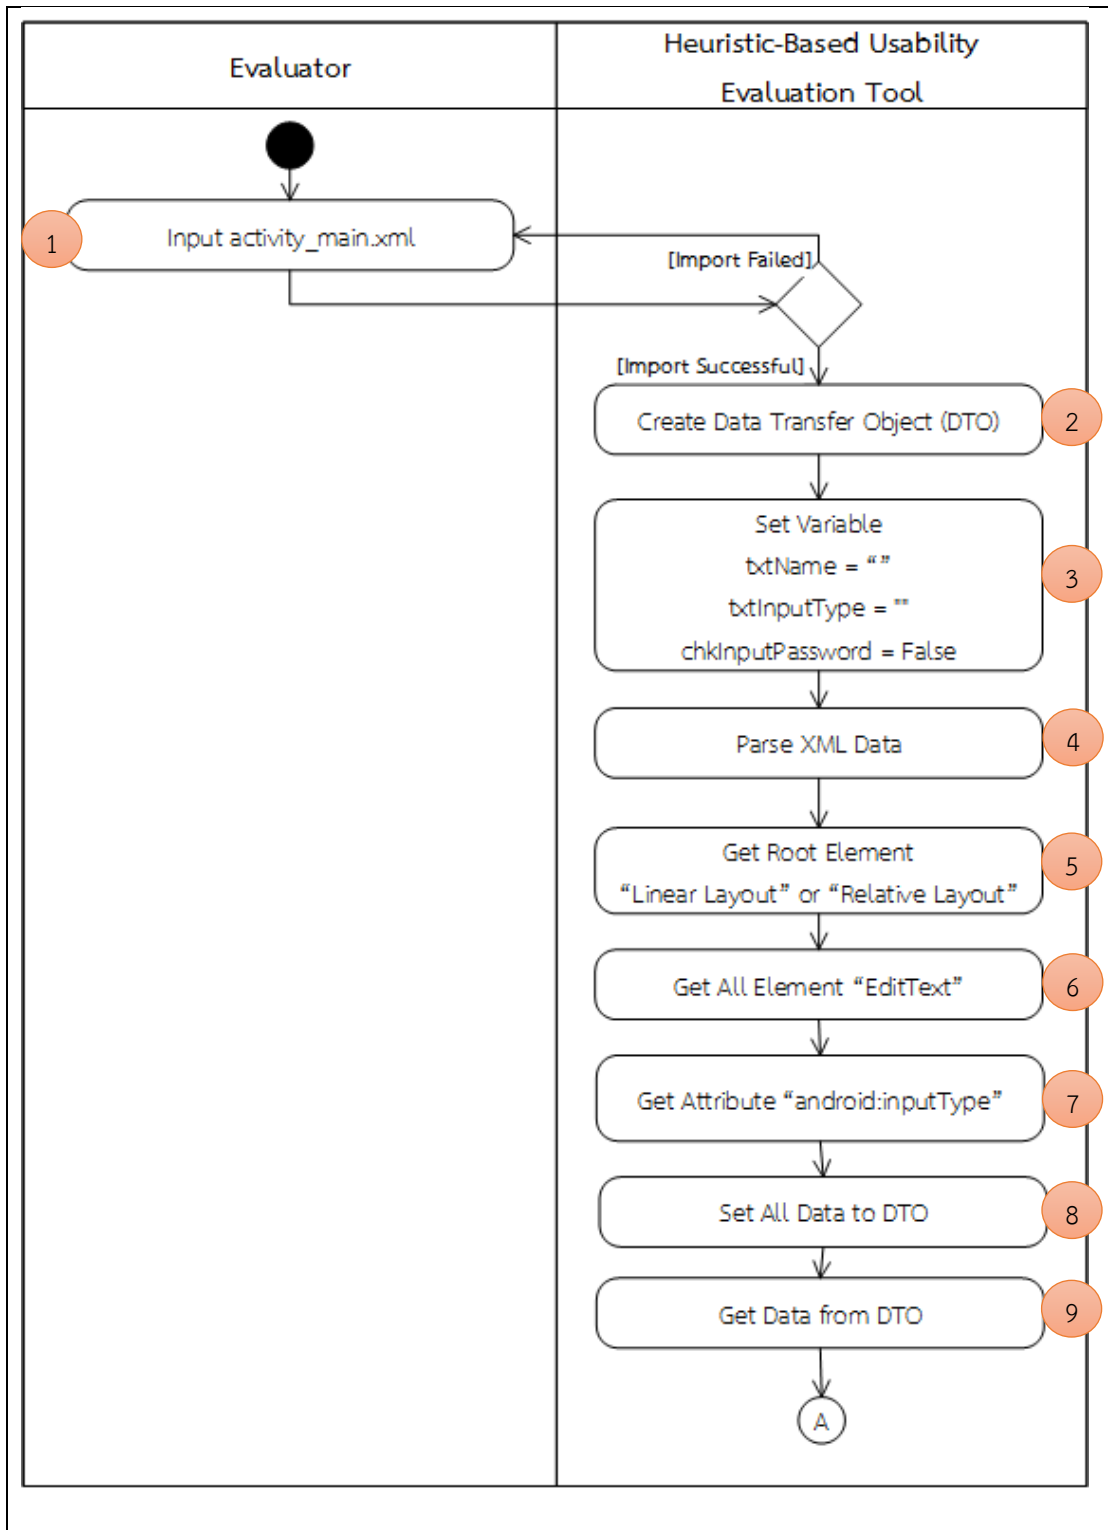 Evaluator
Heuristic-Based Usability
Evaluation Tool
1
Input activity_main.xml
[Import Failed]
[Import Successful]
Create Data Transfer Object (DTO)
2
Set Variable
txtName = “”
txtInputType = ""
chkInputPassword = False
3
Parse XML Data
4
Get Root Element
“Linear Layout” or “Relative Layout”
5
Get All Element “EditText”
6
Get Attribute “android:inputType”
7
Set All Data to DTO
8
Get Data from DTO
9
A